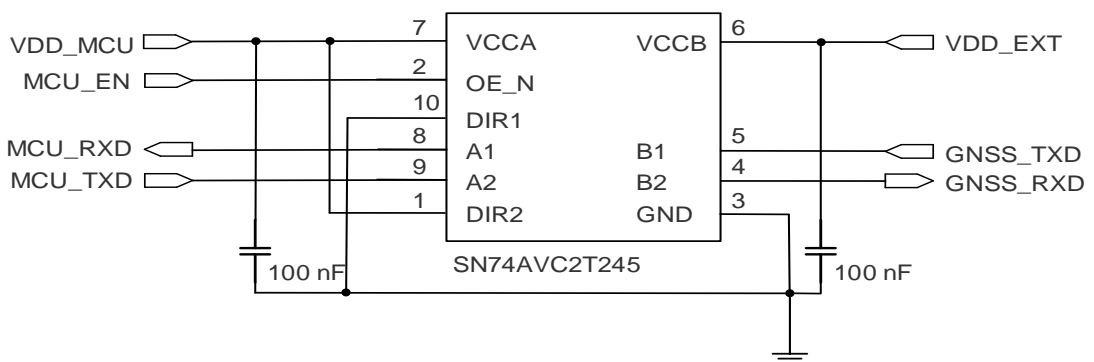 VDD_MCU 7 VCCA VCCB 6 VDD_EXT
MCU_EN 2 OE_N
10 DIR1
MCU_RXD 8 A1 B1 5 GNSS_TXD
MCU_TXD 9 A2 B2 4 GNSS_RXD
1 DIR2 GND 3
SN74AVC2T245
100 nF 100 nF